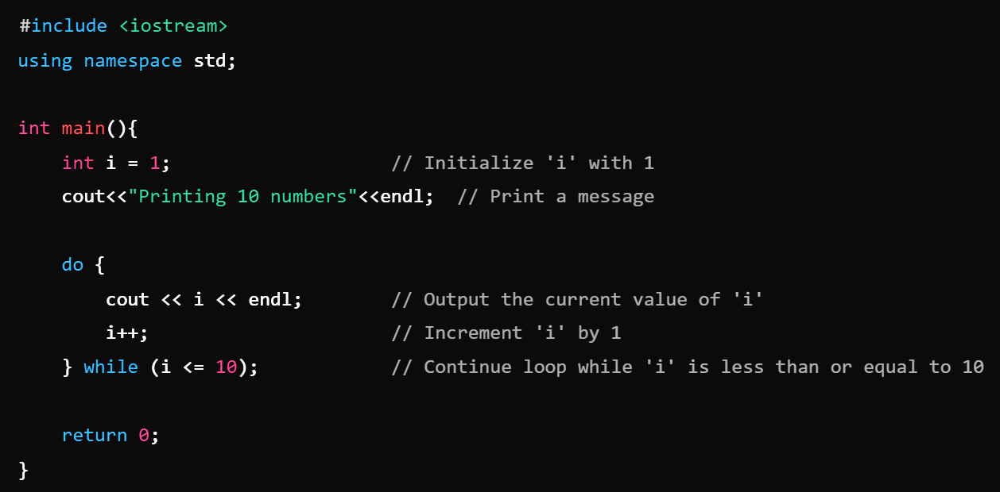 #include <iostream>
using namespace std;
int main(){
    int i = 1;                    // Initialize 'i' with 1
    cout<<"Printing 10 numbers"<<endl;  // Print a message
    do {
        cout << i << endl;        // Output the current value of 'i'
        i++;                      // Increment 'i' by 1
    } while (i <= 10);            // Continue loop while 'i' is less than or equal to 10
    return 0;
}